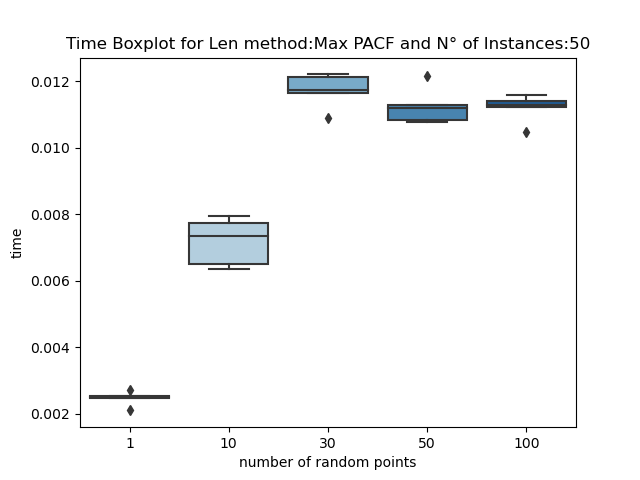 Time Boxplot for Len method:Max PACF and N° of Instances:50
0.012
0.010
0.008
0.006
0.004
0.002
time
1 10 30 50 100
number of random points